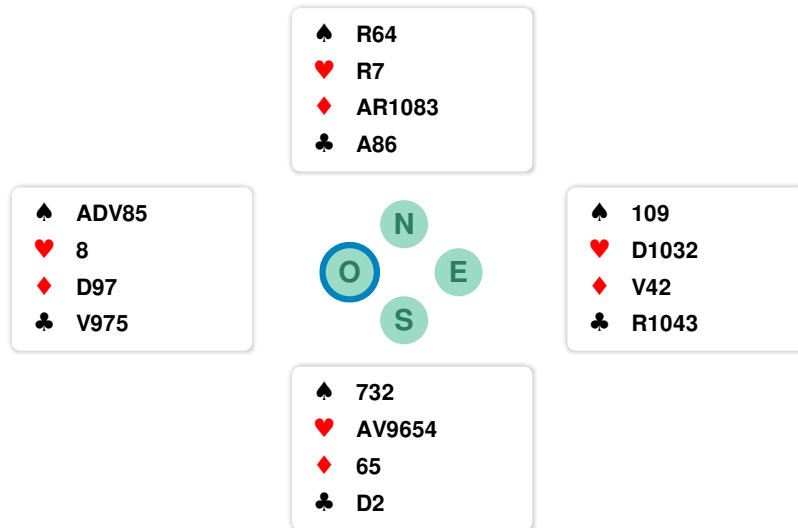 ♠ R64
♥ R7
♦ AR1083
♣ A86
♠ ADV85
♥ 8
♦ D97
♣ V975
N
O E
S
♠ 109
♥ D1032
♦ V42
♣ R1043
♠ 732
♥ AV9654
♦ 65
♣ D2